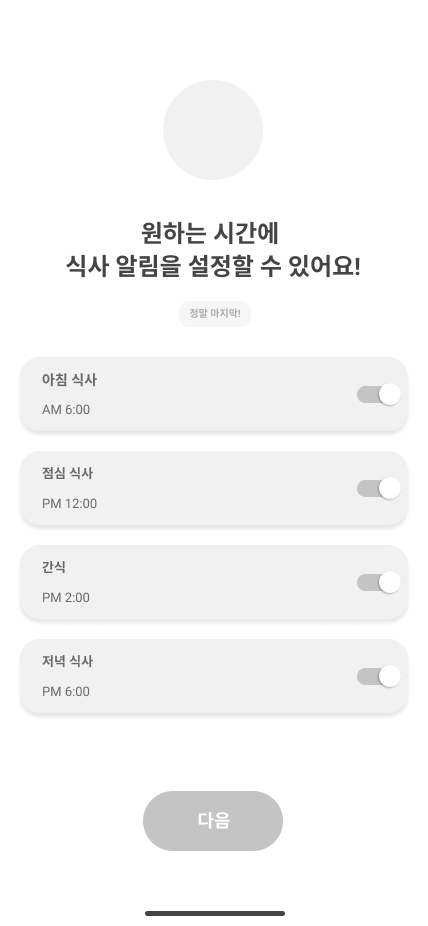 원하는 시간에
식사 알림을 설정할 수 있어요!
정말 마지막!
아침 식사
AM 6:00
점심 식사
PM 12:00
간식
PM 2:00
저녁 식사
PM 6:00
다음